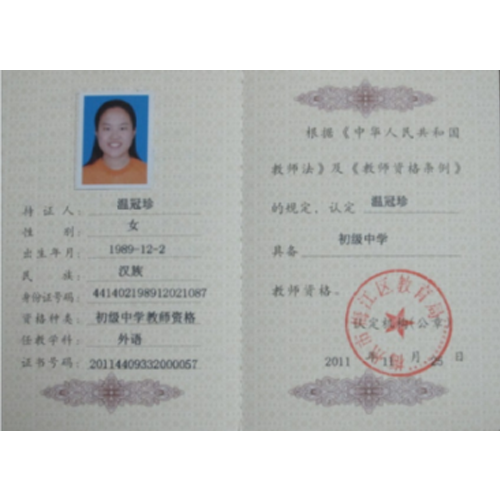 持证人：温冠珍
性别：女
出生年月：1989-12-2
民族：汉族
身份证号码：441402198912021087
资格种类：初级中学教师资格
任教学科：外语
证书号码：20114409332000057
根据《中华人民共和国
教师法》及《教师资格条例》
的规定，认定 温冠珍
具备 初级中学
教师资格。
认定机构（公章）
2011 年 11 月 25 日
梅州市梅江区教育局